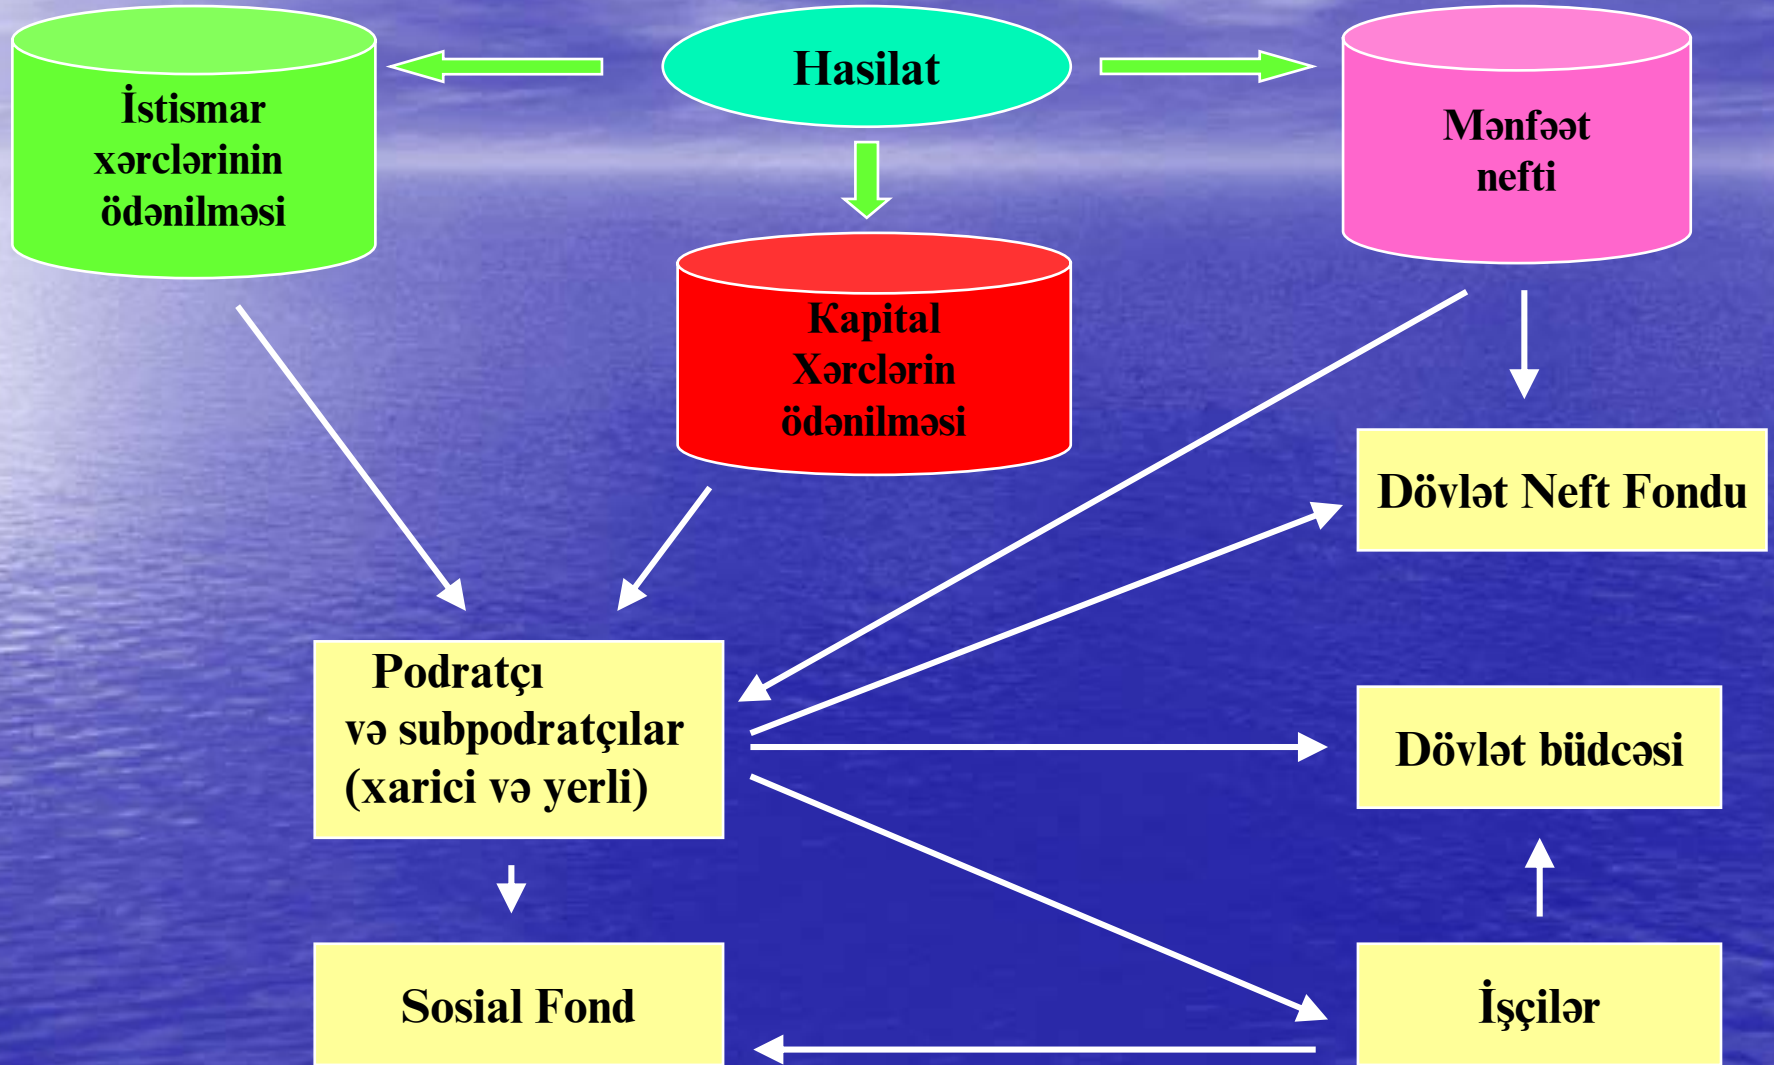 Hasilat
İstismar
xərclərinin
ödənilməsi
Mənfəət
nefti
Kapital
Xərclərin
ödənilməsi
Dövlət Neft Fondu
Podratçı
və subpodratçılar
(xarici və yerli)
Dövlət büdcəsi
Sosial Fond
İşçilər